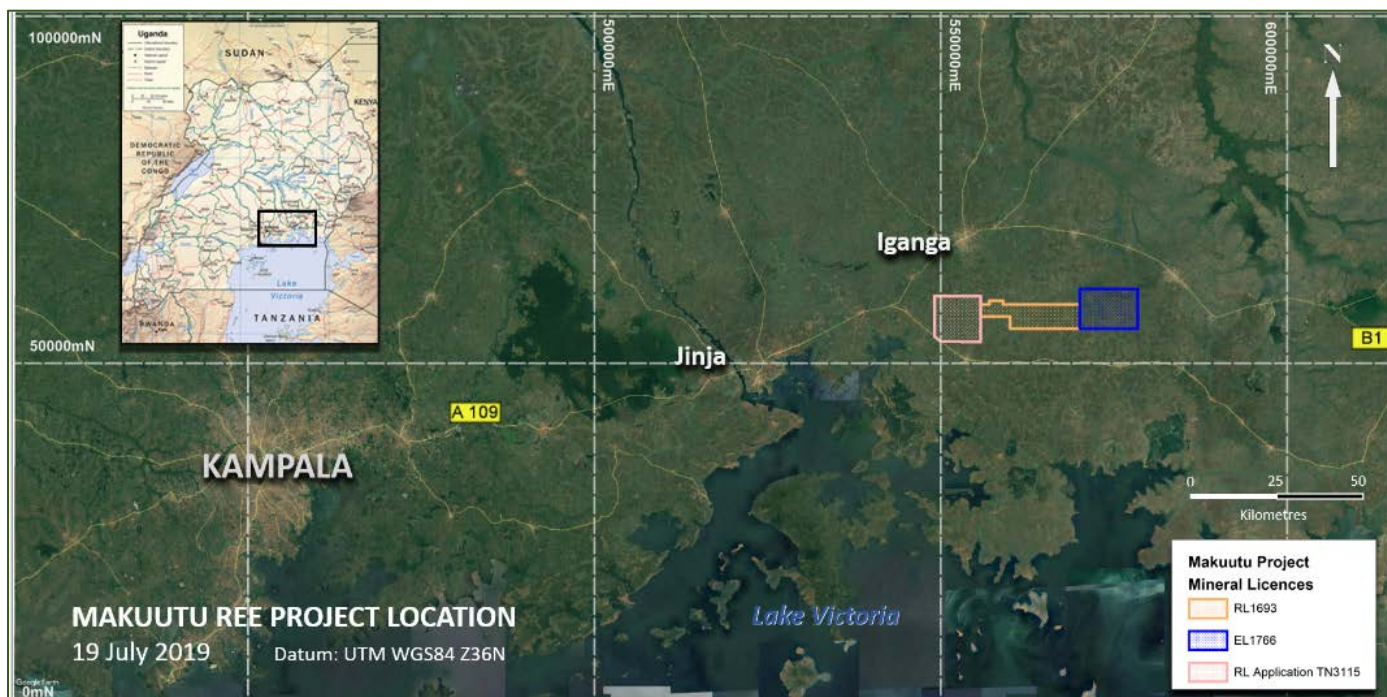 100000mN
500000mE
550000mE
600000mE
N
Uganda
SUDAN
KENYA
DEMOCRATIC
REPUBLIC
OF THE
CONGO
Lake
Victoria
RWANDA
TANZANIA
Iganga
50000mN
Jinja
B1
A 109
KAMPALA
0 25 50
Kilometres
Makuutu Project
Mineral Licences
RL1693
EL1766
RL Application TN3115
Lake Victoria
MAKUUTU REE PROJECT LOCATION
19 July 2019 Datum: UTM WGS84 Z36N
Google Earth
0mN